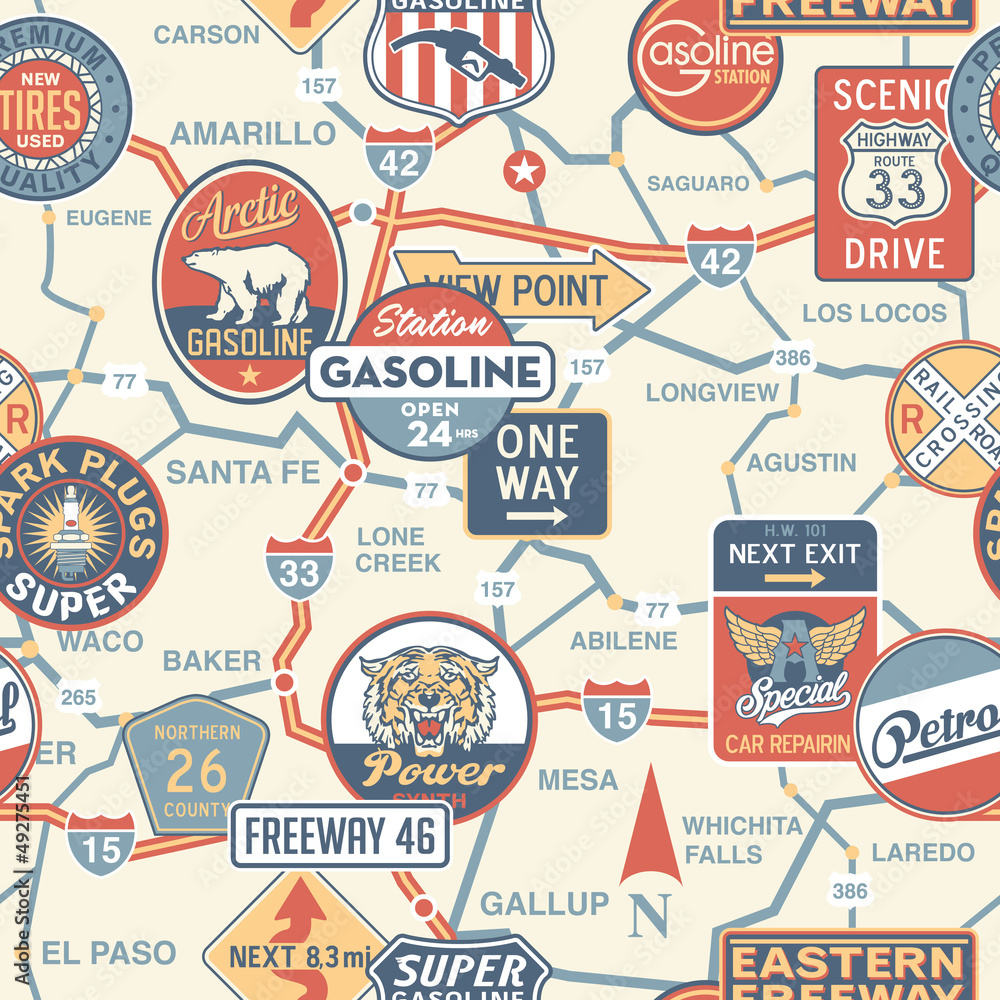 CARSON
GASOLINE
FREEWAY
PREMIUM
NEW
TIRES
USED
QUALITY
157
AMARILLO
42
Gasoline
STATION
SCENIC
HIGHWAY
ROUTE
33
DRIVE
SAGUARO
EUGENE
Arctic
GASOLINE
42
VIEW POINT
LOS LOCOS
Station
GASOLINE
OPEN
24 HRS
157
386
LONGVIEW
77
RAIL ROAD
CROSSING
R
R
ONE
WAY
SANTA FE
77
AGUSTIN
SPARK PLUGS
SUPER
LONE
CREEK
33
157
H.W. 101
NEXT EXIT
77
ABILENE
WACO
BAKER
265
Special
CAR REPAIRIN
15
Petro
NORTHERN
26
COUNTY
Power
SYNTH
ER
MESA
15
FREEWAY 46
WHICHITA
FALLS
LAREDO
386
GALLUP
N
EL PASO
NEXT 8,3mi
SUPER
GASOLINE
EASTERN
FREEWAY
Adobe Stock | #49275451